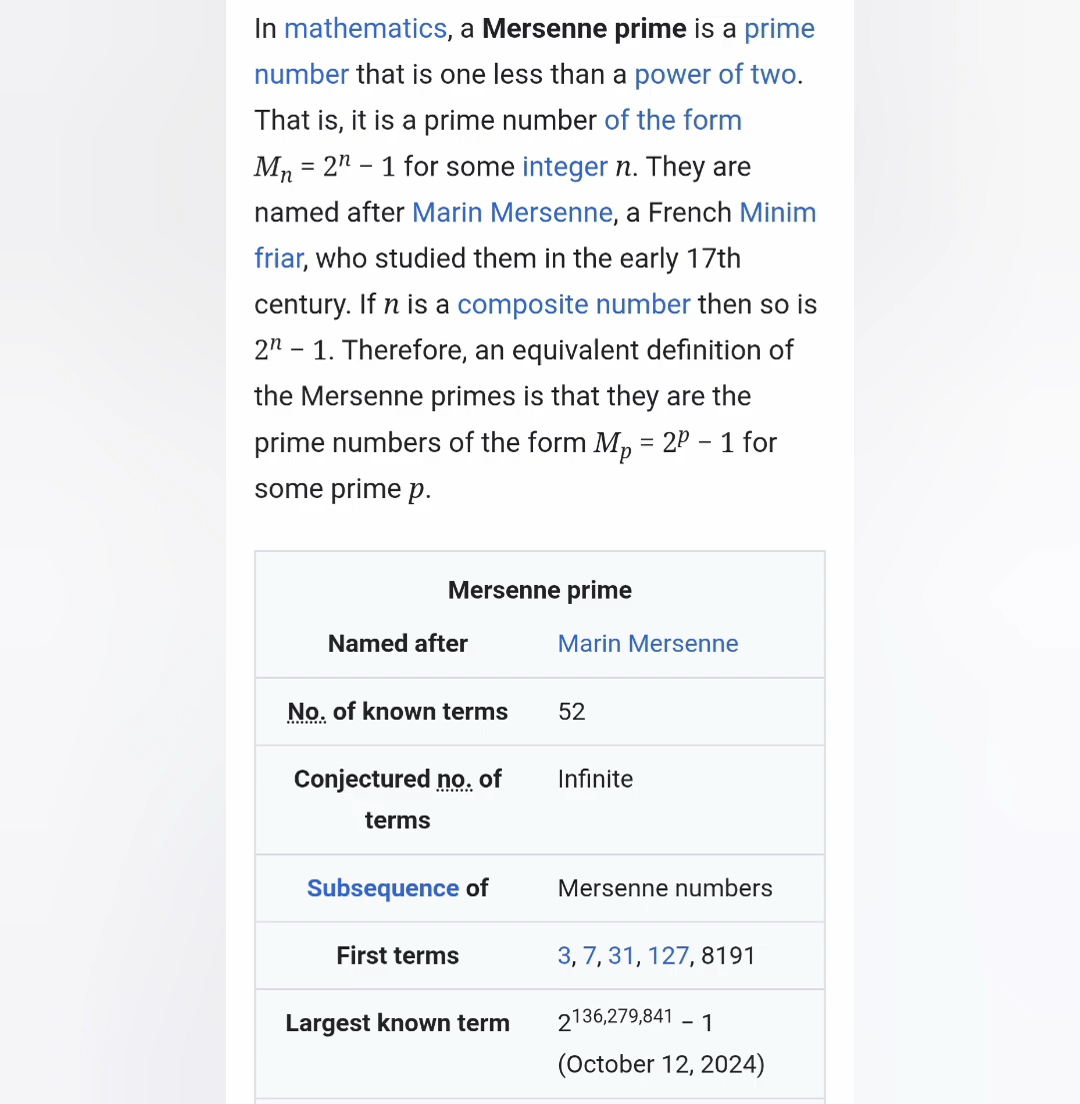 In mathematics, a Mersenne prime is a prime
number that is one less than a power of two.
That is, it is a prime number of the form
Mₙ = 2ⁿ − 1 for some integer n. They are
named after Marin Mersenne, a French Minim
friar, who studied them in the early 17th
century. If n is a composite number then so is
2ⁿ − 1. Therefore, an equivalent definition of
the Mersenne primes is that they are the
prime numbers of the form Mₚ = 2ᵖ − 1 for
some prime p.
Mersenne prime
Named after Marin Mersenne
No. of known terms 52
Conjectured no. of Infinite
terms
Subsequence of Mersenne numbers
First terms 3, 7, 31, 127, 8191
Largest known term 2¹³⁶,²⁷⁹,⁸⁴¹ − 1
(October 12, 2024)